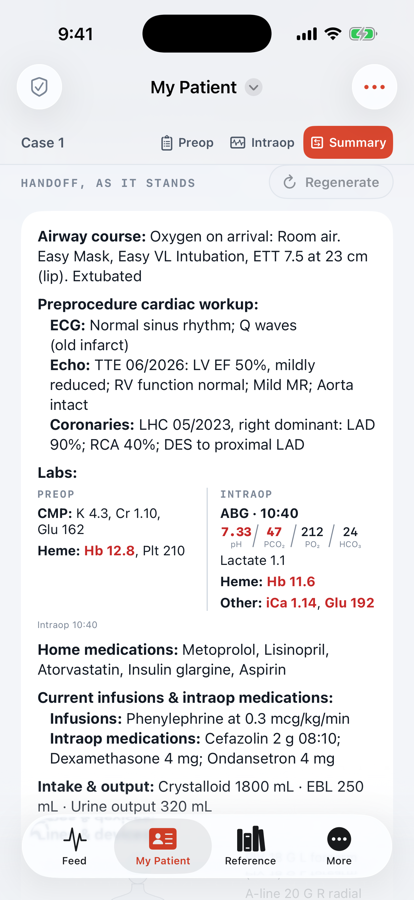 9:41
My Patient
Case 1
Preop
Intraop
Summary
HANDOFF, AS IT STANDS
Regenerate
Airway course: Oxygen on arrival: Room air.
Easy Mask, Easy VL Intubation, ETT 7.5 at 23 cm
(lip). Extubated
Preprocedure cardiac workup:
ECG: Normal sinus rhythm; Q waves
(old infarct)
Echo: TTE 06/2026: LV EF 50%, mildly
reduced; RV function normal; Mild MR; Aorta
intact
Coronaries: LHC 05/2023, right dominant: LAD
90%; RCA 40%; DES to proximal LAD
Labs:
PREOP
CMP: K 4.3, Cr 1.10,
Glu 162
Heme: Hb 12.8, Plt 210
INTRAOP
ABG · 10:40
7.33 / 47 / 212 / 24
pH PCO₂ PO₂ HCO₃
Lactate 1.1
Heme: Hb 11.6
Other: iCa 1.14, Glu 192
Intraop 10:40
Home medications: Metoprolol, Lisinopril,
Atorvastatin, Insulin glargine, Aspirin
Current infusions & intraop medications:
Infusions: Phenylephrine at 0.3 mcg/kg/min
Intraop medications: Cefazolin 2 g 08:10;
Dexamethasone 4 mg; Ondansetron 4 mg
Intake & output: Crystalloid 1800 mL · EBL 250
mL · Urine output 320 mL
Feed
My Patient
Reference
More
A-line 20 G R radial